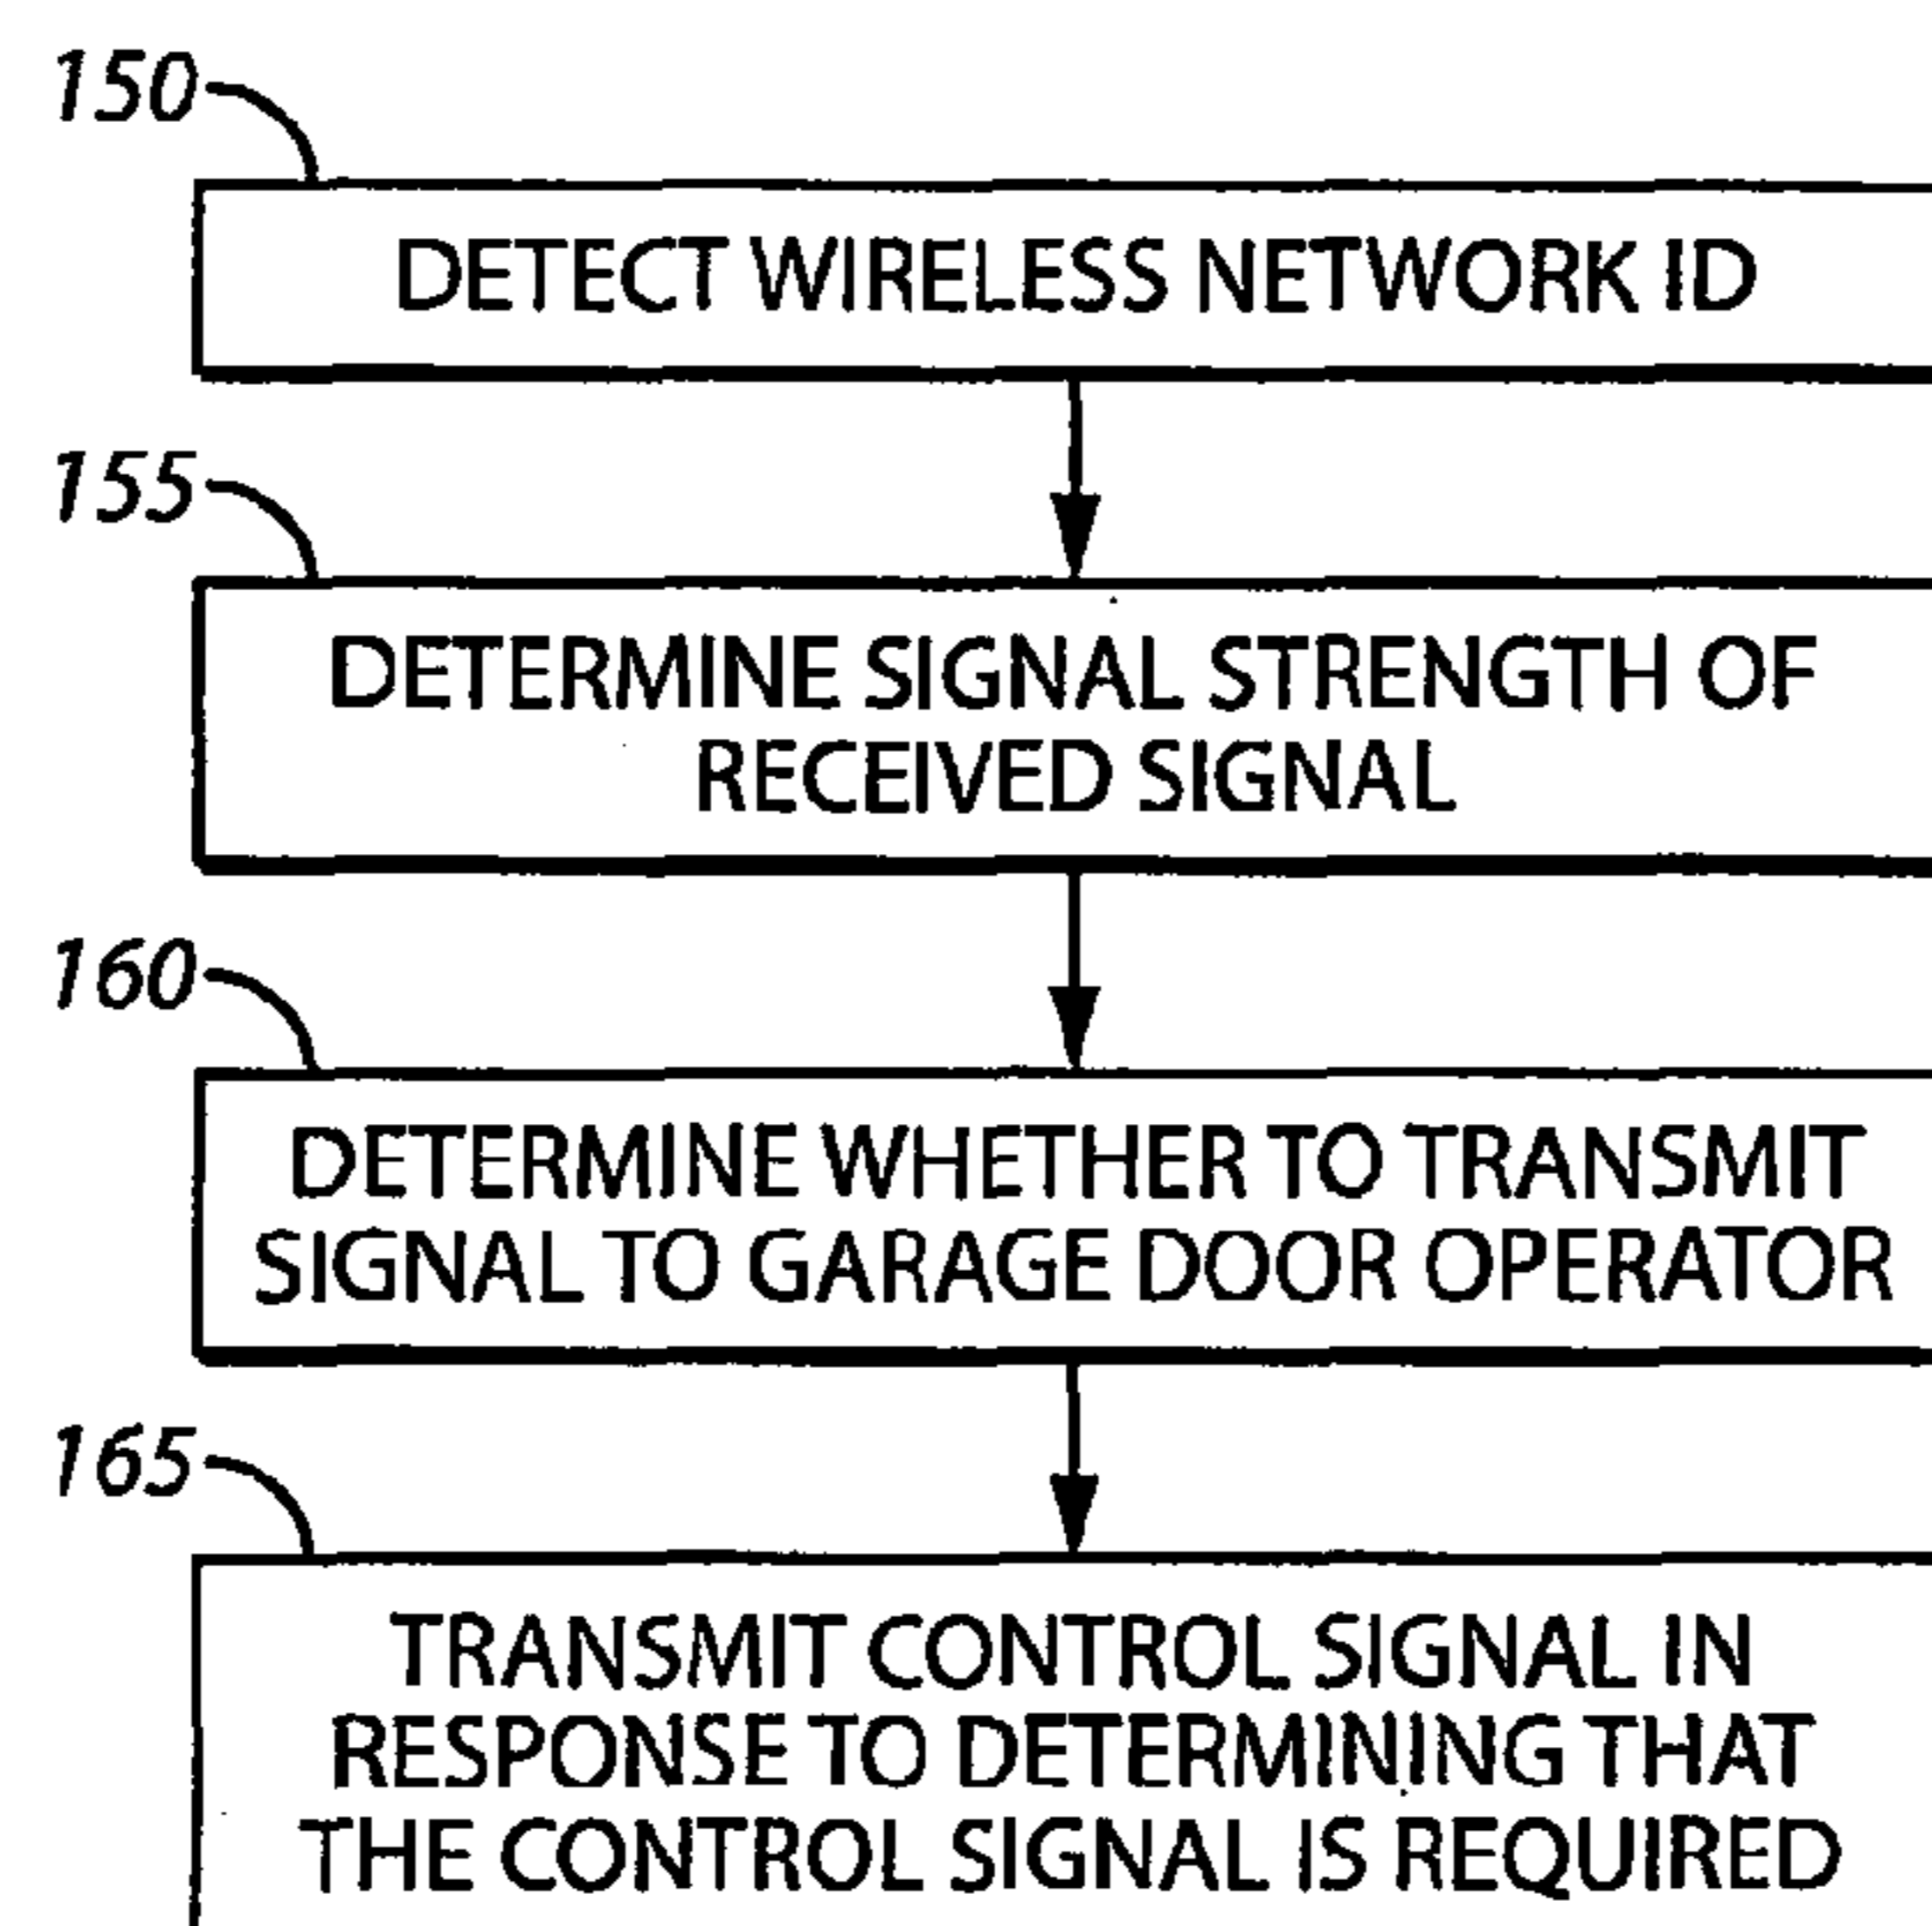 150
DETECT WIRELESS NETWORK ID
155
DETERMINE SIGNAL STRENGTH OF
RECEIVED SIGNAL
160
DETERMINE WHETHER TO TRANSMIT
SIGNAL TO GARAGE DOOR OPERATOR
165
TRANSMIT CONTROL SIGNAL IN
RESPONSE TO DETERMINING THAT
THE CONTROL SIGNAL IS REQUIRED